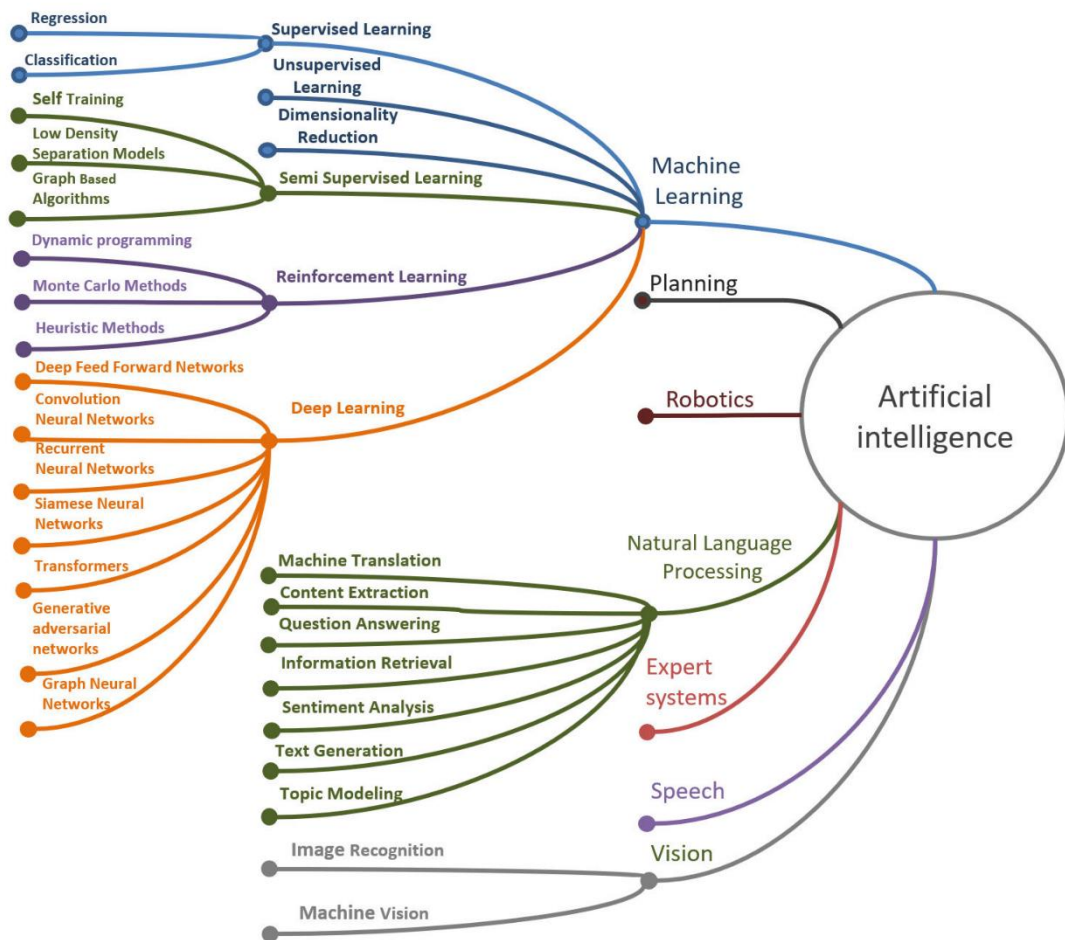 Regression
Classification
Supervised Learning
Unsupervised
Learning
Dimensionality
Reduction
Self Training
Low Density
Separation Models
Graph Based
Algorithms
Semi Supervised Learning
Dynamic programming
Monte Carlo Methods
Heuristic Methods
Reinforcement Learning
Deep Feed Forward Networks
Convolution
Neural Networks
Recurrent
Neural Networks
Siamese Neural
Networks
Transformers
Generative
adversarial
networks
Graph Neural
Networks
Deep Learning
Machine
Learning
Planning
Robotics
Artificial
intelligence
Machine Translation
Content Extraction
Question Answering
Information Retrieval
Sentiment Analysis
Text Generation
Topic Modeling
Natural Language
Processing
Expert
systems
Speech
Vision
Image Recognition
Machine Vision